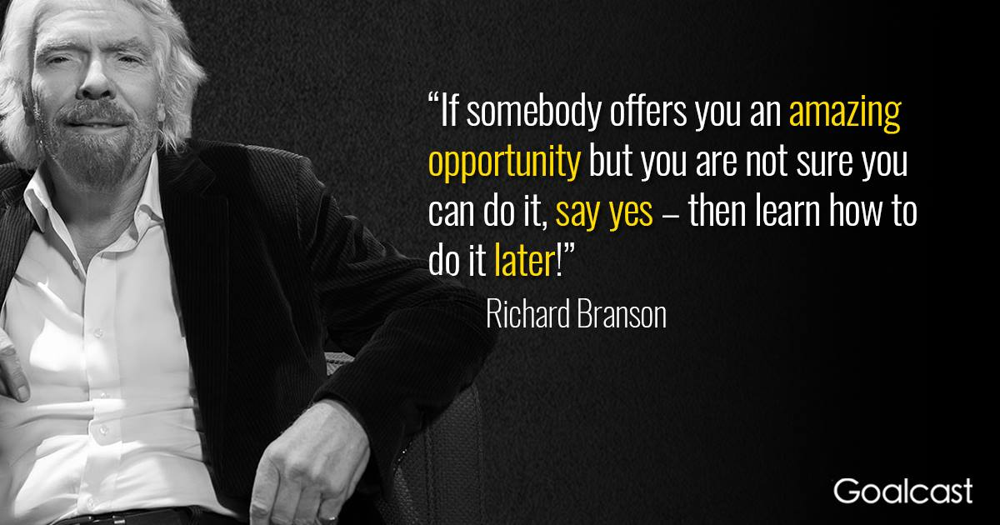 “If somebody offers you an amazing
opportunity but you are not sure you
can do it, say yes – then learn how to
do it later!”
Richard Branson
Goalcast